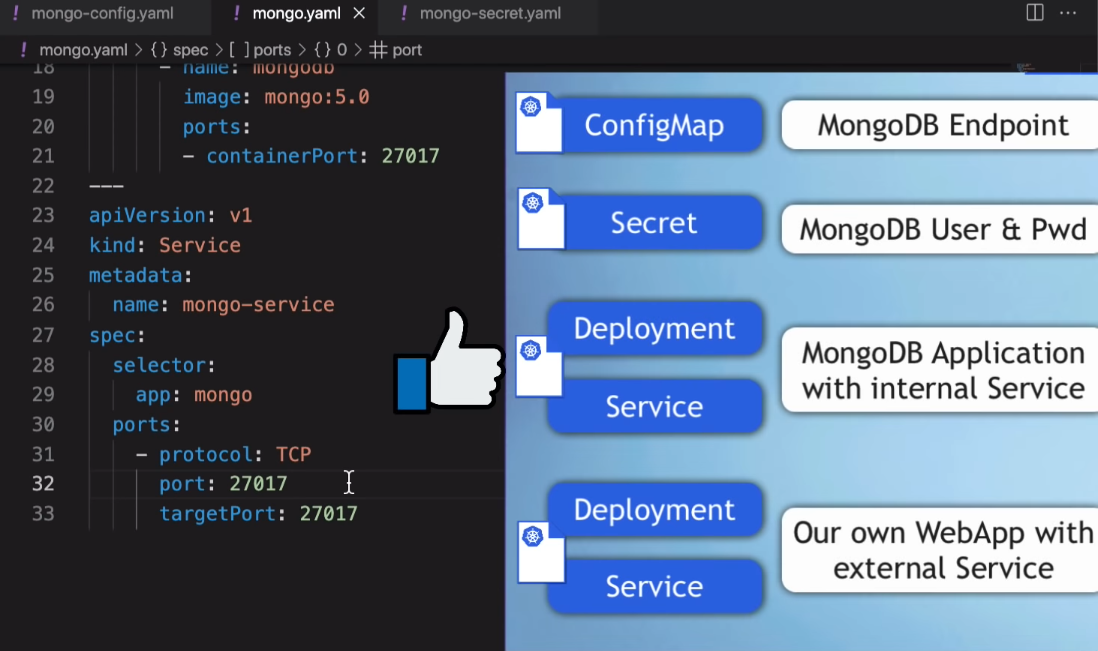 ! mongo-config.yaml ! mongo.yaml × ! mongo-secret.yaml ...
! mongo.yaml > {} spec > [ ] ports > {} 0 > # port
18 - name: mongodb
19 image: mongo:5.0
20 ports:
21 - containerPort: 27017
22 ---
23 apiVersion: v1
24 kind: Service
25 metadata:
26 name: mongo-service
27 spec:
28 selector:
29 app: mongo
30 ports:
31 - protocol: TCP
32 port: 27017
33 targetPort: 27017
ConfigMap
MongoDB Endpoint
Secret
MongoDB User & Pwd
Deployment
Service
MongoDB Application
with internal Service
Deployment
Service
Our own WebApp with
external Service